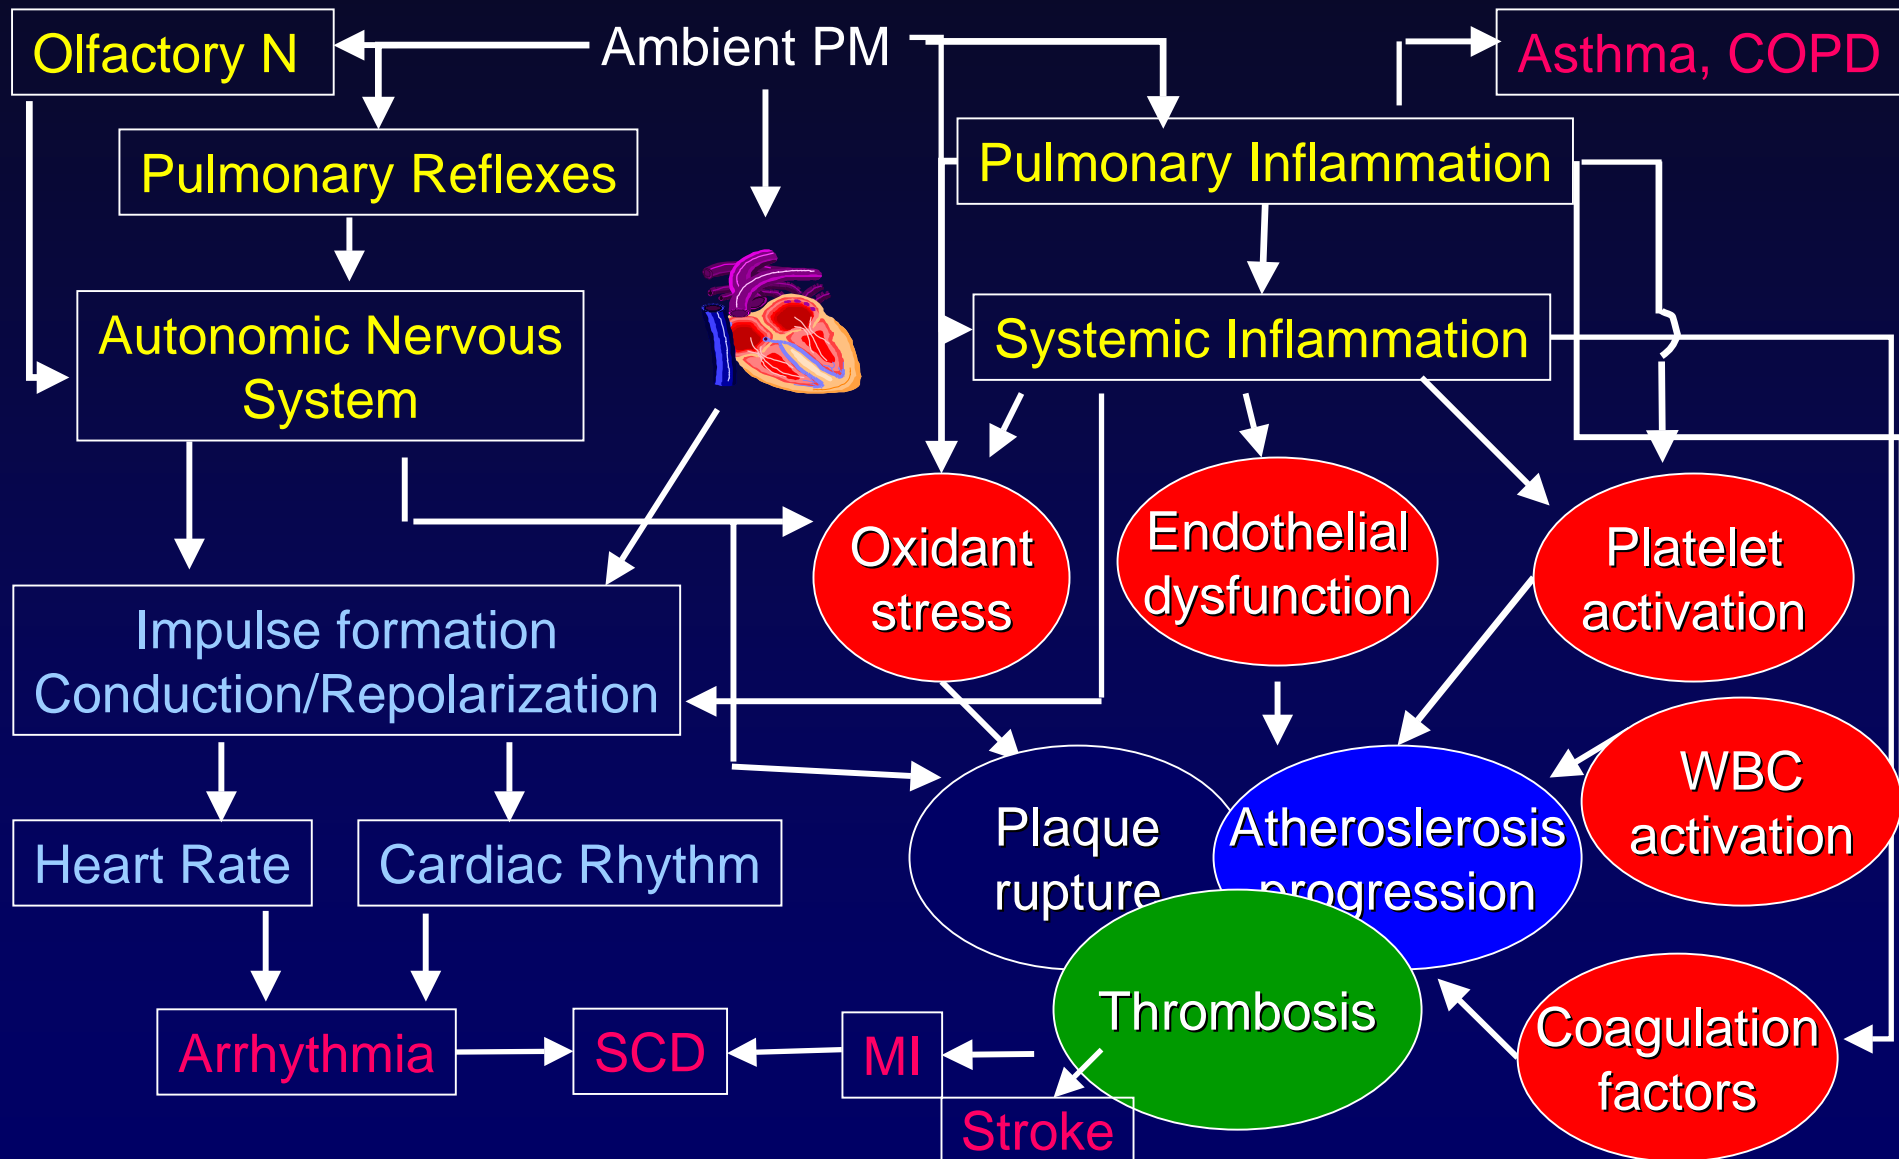 Olfactory N
Ambient PM
Asthma, COPD
Pulmonary Reflexes
Pulmonary Inflammation
Autonomic Nervous
System
Systemic Inflammation
Oxidant
stress
Endothelial
dysfunction
Platelet
activation
Impulse formation
Conduction/Repolarization
WBC
activation
Heart Rate
Cardiac Rhythm
Plaque
rupture
Atheroslerosis
progression
Thrombosis
Coagulation
factors
Arrhythmia
SCD
MI
Stroke